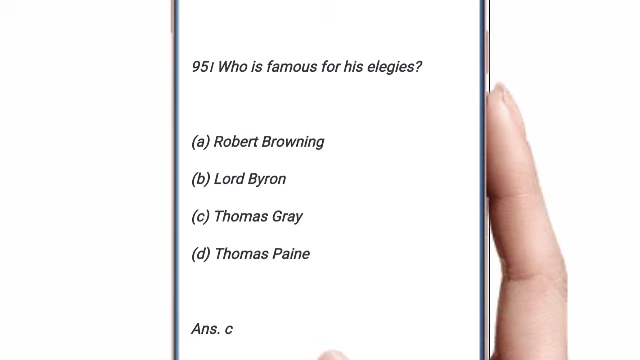 95। Who is famous for his elegies?
(a) Robert Browning
(b) Lord Byron
(c) Thomas Gray
(d) Thomas Paine
Ans. c